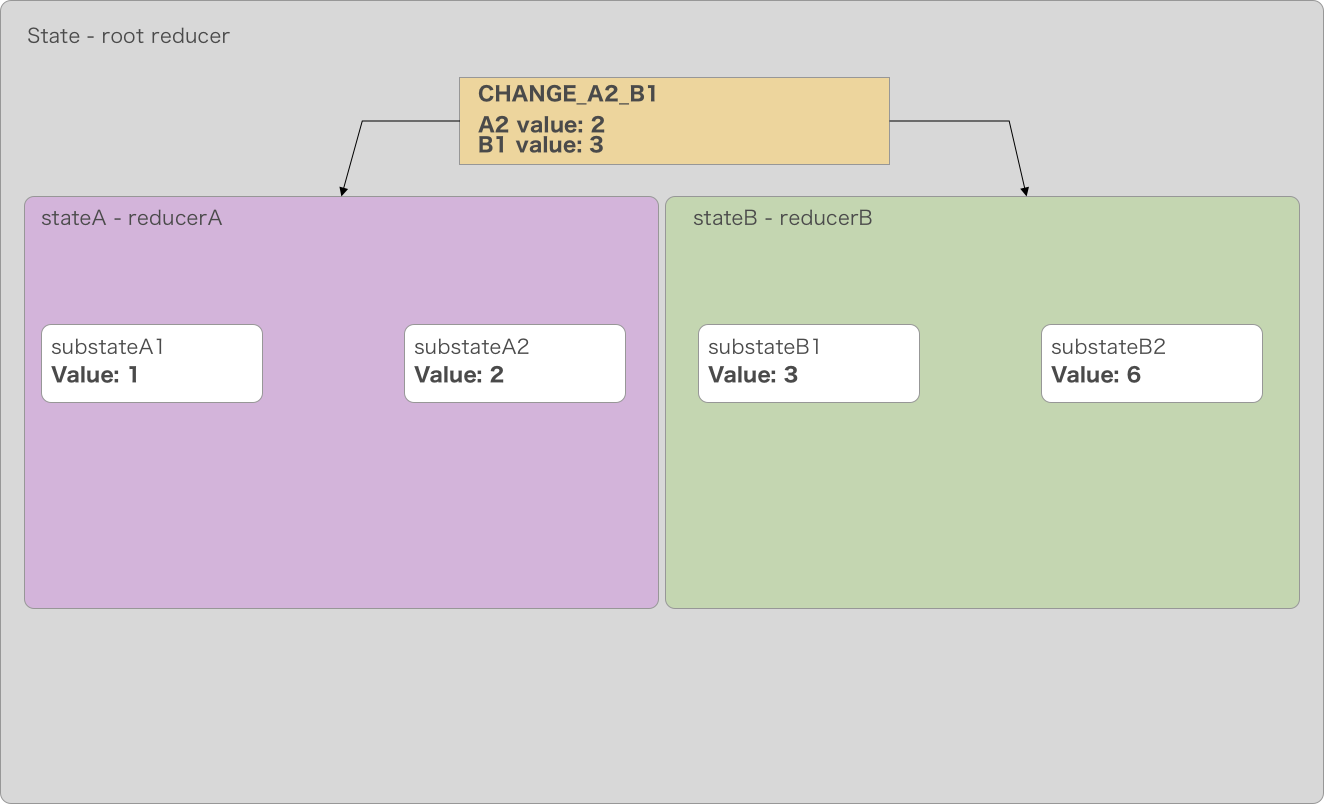 State - root reducer
CHANGE_A2_B1
A2 value: 2
B1 value: 3
stateA - reducerA
stateB - reducerB
substateA1
Value: 1
substateA2
Value: 2
substateB1
Value: 3
substateB2
Value: 6